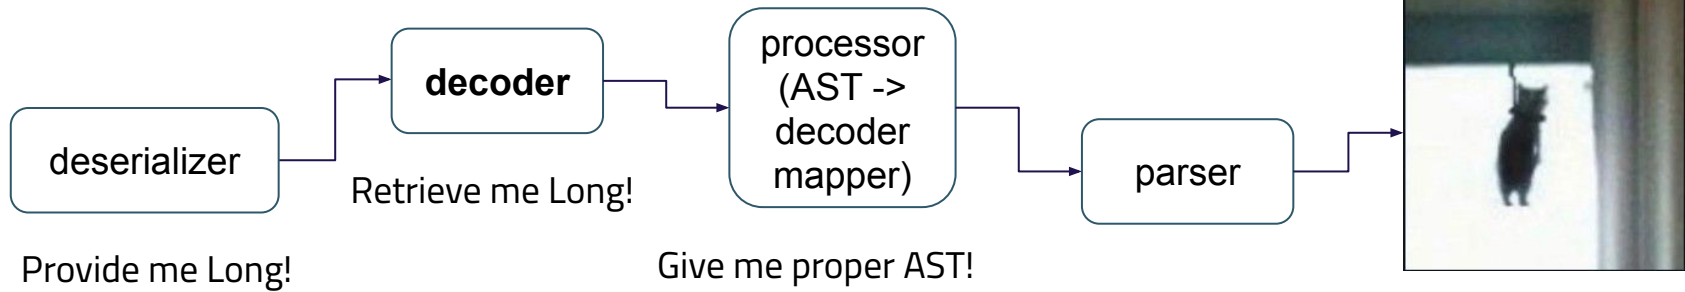 deserializer
Provide me Long!
decoder
Retrieve me Long!
processor
(AST ->
decoder
mapper)
Give me proper AST!
parser